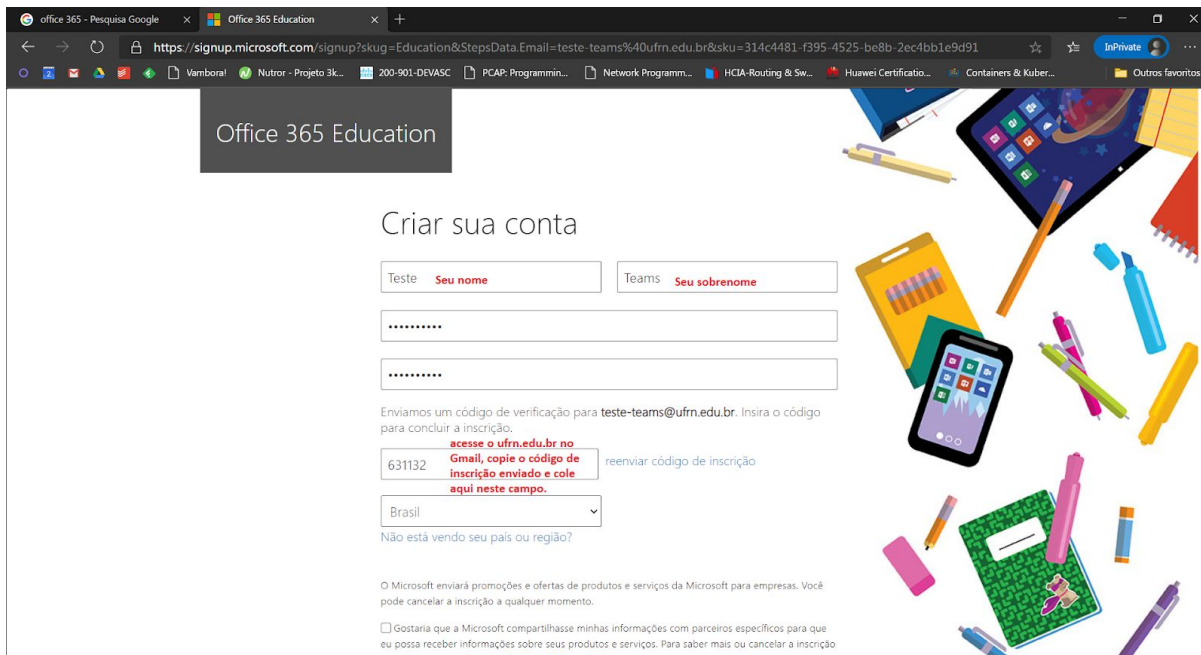 office 365 - Pesquisa Google
Office 365 Education
https://signup.microsoft.com/signup?skug=Education&StepsData.Email=teste-teams%40ufrn.edu.br&sku=314c4481-f395-4525-be8b-2ec4bb1e9d91
InPrivate
Vambora!
Nutror - Projeto 3k...
200-901-DEVASC
PCAP: Programmin...
Network Programm...
HCIA-Routing & Sw...
Huawei Certificatio...
Containers & Kuber...
Outros favoritos
Office 365 Education
Criar sua conta
Teste Seu nome
Teams Seu sobrenome
Enviamos um código de verificação para teste-teams@ufrn.edu.br. Insira o código
para concluir a inscrição.
acesse o ufrn.edu.br no
Gmail, copie o código de
inscrição enviado e cole
aqui neste campo.
631132
reenviar código de inscrição
Brasil
Não está vendo seu país ou região?
O Microsoft enviará promoções e ofertas de produtos e serviços da Microsoft para empresas. Você
pode cancelar a inscrição a qualquer momento.
Gostaria que a Microsoft compartilhasse minhas informações com parceiros específicos para que
eu possa receber informações sobre seus produtos e serviços. Para saber mais ou cancelar a inscrição